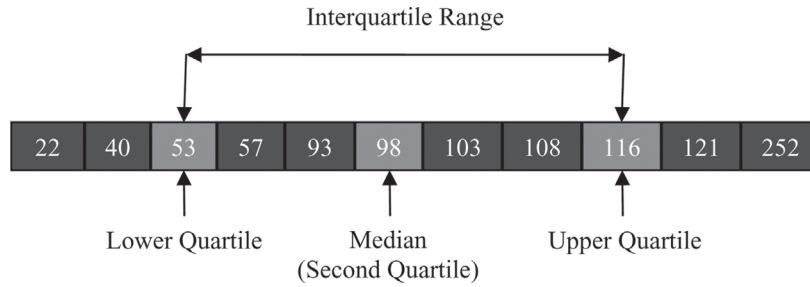 Interquartile Range
22 40 53 57 93 98 103 108 116 121 252
Lower Quartile Median Upper Quartile
(Second Quartile)